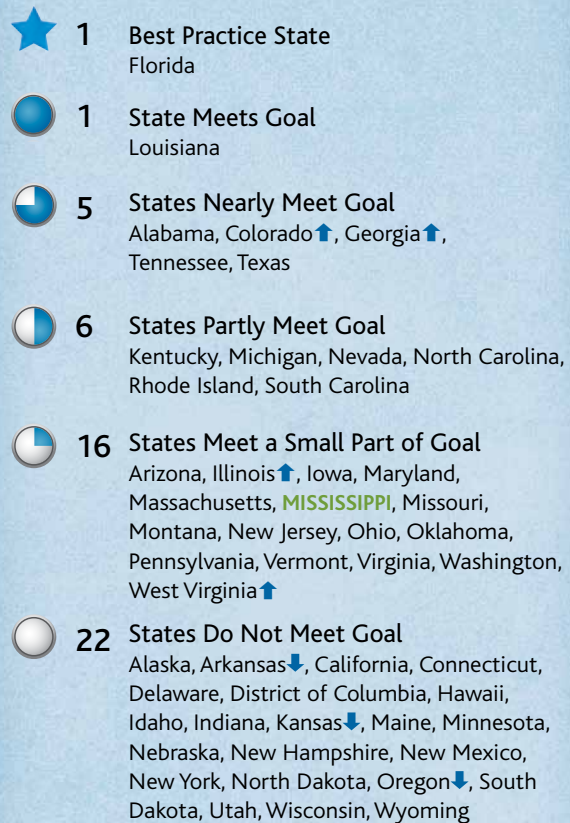 1 Best Practice State
Florida
1 State Meets Goal
Louisiana
5 States Nearly Meet Goal
Alabama, Colorado⬆, Georgia⬆,
Tennessee, Texas
6 States Partly Meet Goal
Kentucky, Michigan, Nevada, North Carolina,
Rhode Island, South Carolina
16 States Meet a Small Part of Goal
Arizona, Illinois⬆, Iowa, Maryland,
Massachusetts, MISSISSIPPI, Missouri,
Montana, New Jersey, Ohio, Oklahoma,
Pennsylvania, Vermont, Virginia, Washington,
West Virginia⬆
22 States Do Not Meet Goal
Alaska, Arkansas⬇, California, Connecticut,
Delaware, District of Columbia, Hawaii,
Idaho, Indiana, Kansas⬇, Maine, Minnesota,
Nebraska, New Hampshire, New Mexico,
New York, North Dakota, Oregon⬇, South
Dakota, Utah, Wisconsin, Wyoming